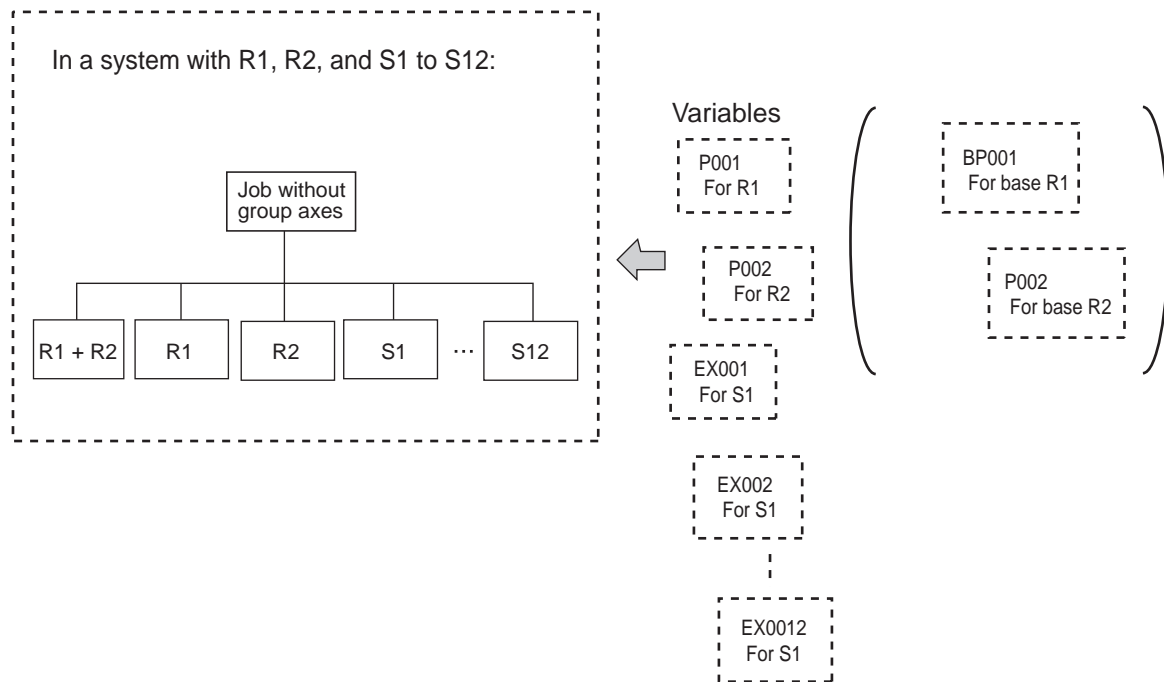 In a system with R1, R2, and S1 to S12:
Job without
group axes
R1 + R2
R1
R2
S1
...
S12
Variables
P001
For R1
P002
For R2
EX001
For S1
EX002
For S1
EX0012
For S1
BP001
For base R1
P002
For base R2